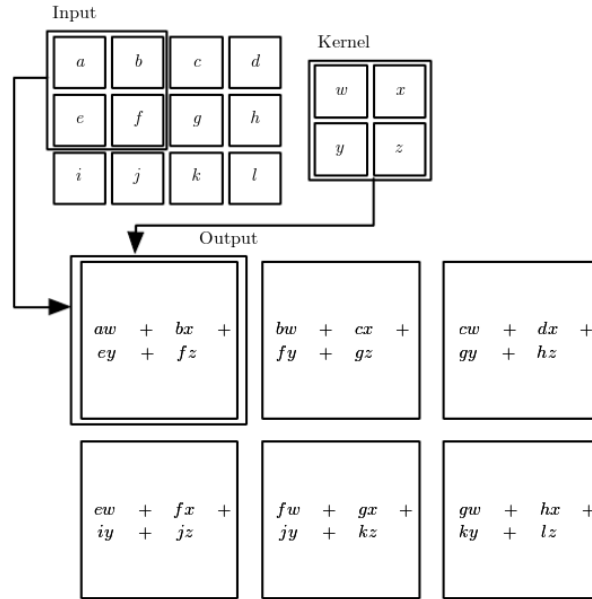 Input
a b c d
Kernel
w x
e f g h
y z
i j k l
Output
aw + bx +
ey + fz
bw + cx +
fy + gz
cw + dx +
gy + hz
ew + fx +
iy + jz
fw + gx +
jy + kz
gw + hx +
ky + lz